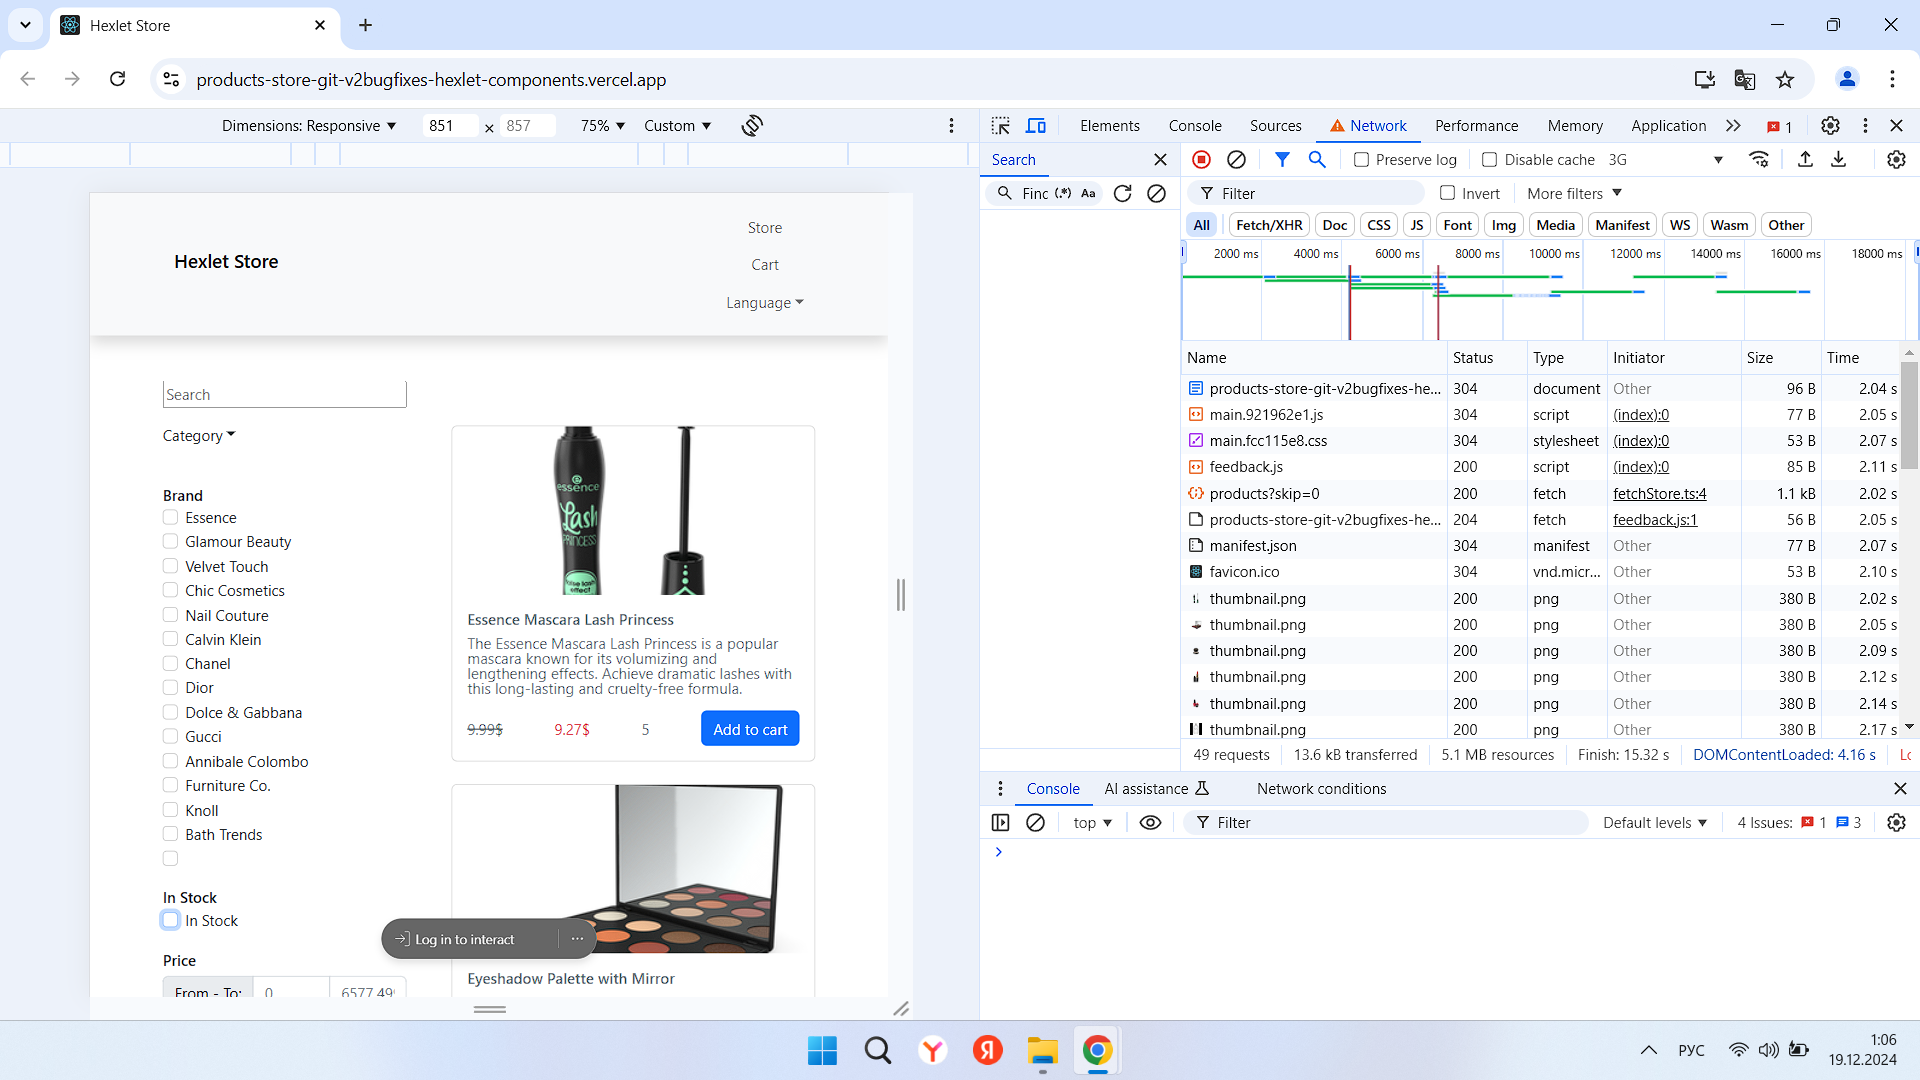 Hexlet Store
products-store-git-v2bugfixes-hexlet-components.vercel.app
Dimensions: Responsive 851 × 857 75% Custom
Elements Console Sources Network Performance Memory Application 1
Search
Preserve log Disable cache 3G
Finc (.*) Aa
Filter Invert More filters
All Fetch/XHR Doc CSS JS Font Img Media Manifest WS Wasm Other
2000 ms 4000 ms 6000 ms 8000 ms 10000 ms 12000 ms 14000 ms 16000 ms 18000 ms
Name Status Type Initiator Size Time
products-store-git-v2bugfixes-he... 304 document Other 96 B 2.04 s
main.921962e1.js 304 script (index):0 77 B 2.05 s
main.fcc115e8.css 304 stylesheet (index):0 53 B 2.07 s
feedback.js 200 script (index):0 85 B 2.11 s
products?skip=0 200 fetch fetchStore.ts:4 1.1 kB 2.02 s
products-store-git-v2bugfixes-he... 204 fetch feedback.js:1 56 B 2.05 s
manifest.json 304 manifest Other 77 B 2.07 s
favicon.ico 304 vnd.micr... Other 53 B 2.10 s
thumbnail.png 200 png Other 380 B 2.02 s
thumbnail.png 200 png Other 380 B 2.05 s
thumbnail.png 200 png Other 380 B 2.09 s
thumbnail.png 200 png Other 380 B 2.12 s
thumbnail.png 200 png Other 380 B 2.14 s
thumbnail.png 200 png Other 380 B 2.17 s
49 requests 13.6 kB transferred 5.1 MB resources Finish: 15.32 s DOMContentLoaded: 4.16 s Lc
Console AI assistance Network conditions
top Filter Default levels 4 Issues: 1 3
Store
Hexlet Store
Cart
Language
Search
Category
Brand
Essence
Glamour Beauty
Velvet Touch
Chic Cosmetics
Nail Couture
Calvin Klein
Chanel
Dior
Dolce & Gabbana
Gucci
Annibale Colombo
Furniture Co.
Knoll
Bath Trends
In Stock
In Stock
Price
From - To: 0 6577.49
essence
Lash
PRINCESS
false lash
effect
Essence Mascara Lash Princess
The Essence Mascara Lash Princess is a popular
mascara known for its volumizing and
lengthening effects. Achieve dramatic lashes with
this long-lasting and cruelty-free formula.
9.99$ 9.27$ 5 Add to cart
Log in to interact ...
Eyeshadow Palette with Mirror
РУС
1:06
19.12.2024